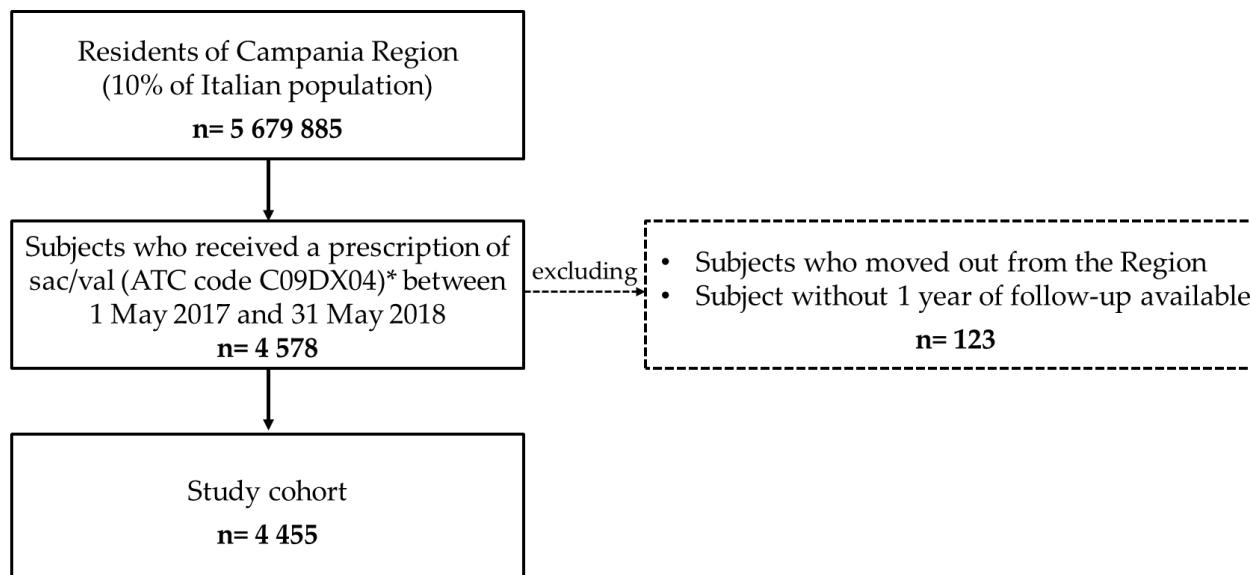 Residents of Campania Region
(10% of Italian population)
n= 5 679 885
Subjects who received a prescription of
sac/val (ATC code C09DX04)* between
1 May 2017 and 31 May 2018
n= 4 578
excluding
• Subjects who moved out from the Region
• Subject without 1 year of follow-up available
n= 123
Study cohort
n= 4 455